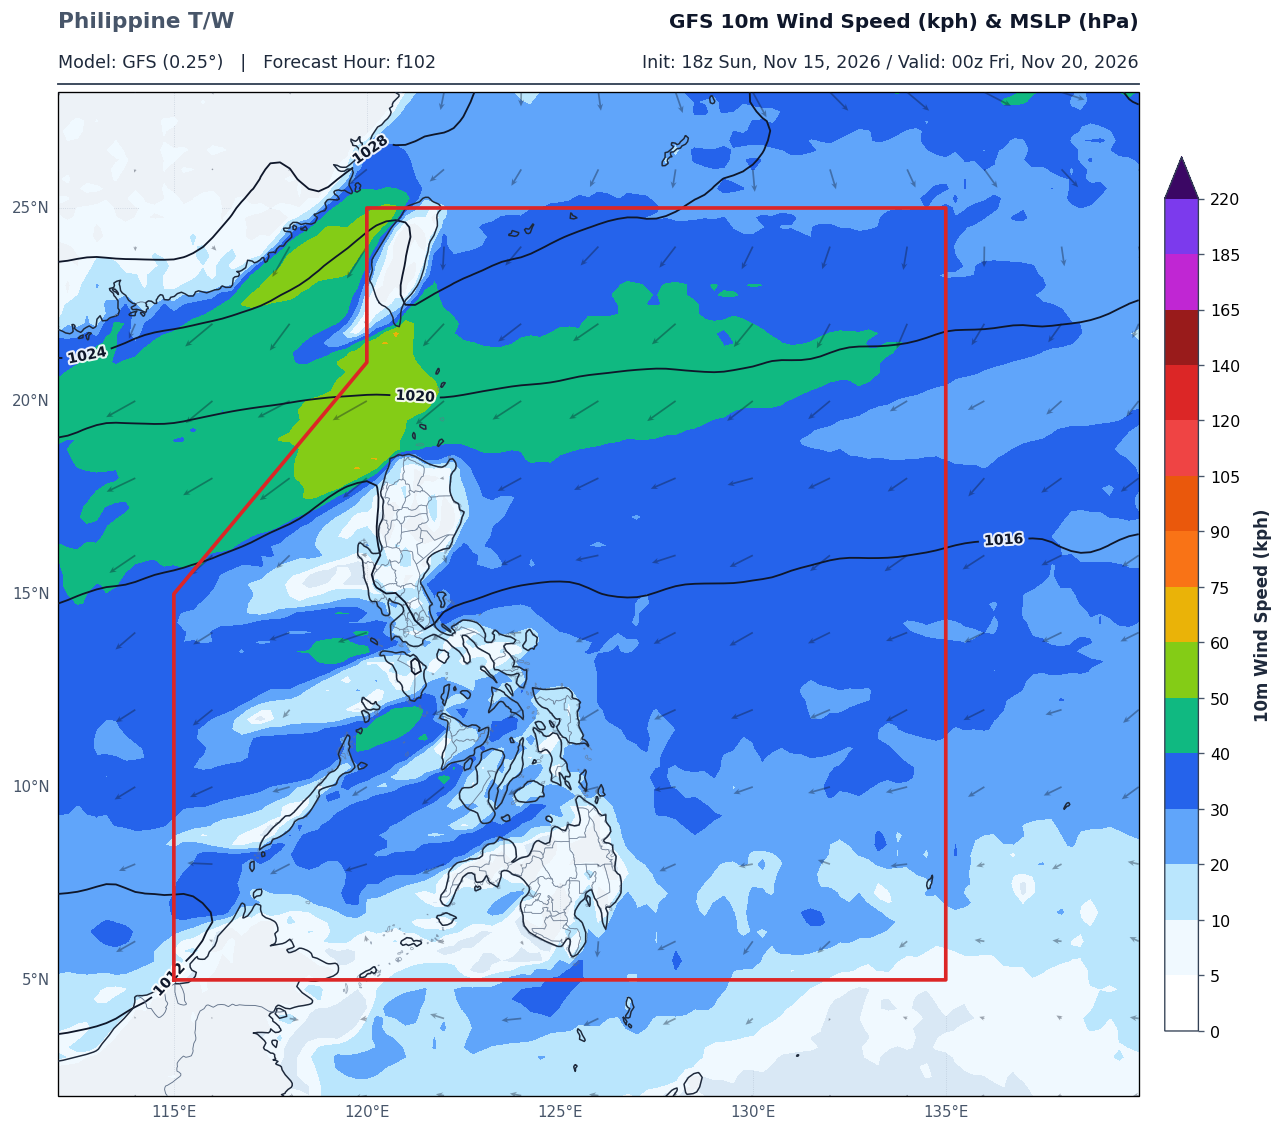 Philippine T/W
GFS 10m Wind Speed (kph) & MSLP (hPa)
Model: GFS (0.25°) | Forecast Hour: f102
Init: 18z Sun, Nov 15, 2026 / Valid: 00z Fri, Nov 20, 2026
1028
1024
1020
1016
1012
25°N
20°N
15°N
10°N
5°N
115°E
120°E
125°E
130°E
135°E
220
185
165
140
120
105
90
75
60
50
40
30
20
10
5
0
10m Wind Speed (kph)